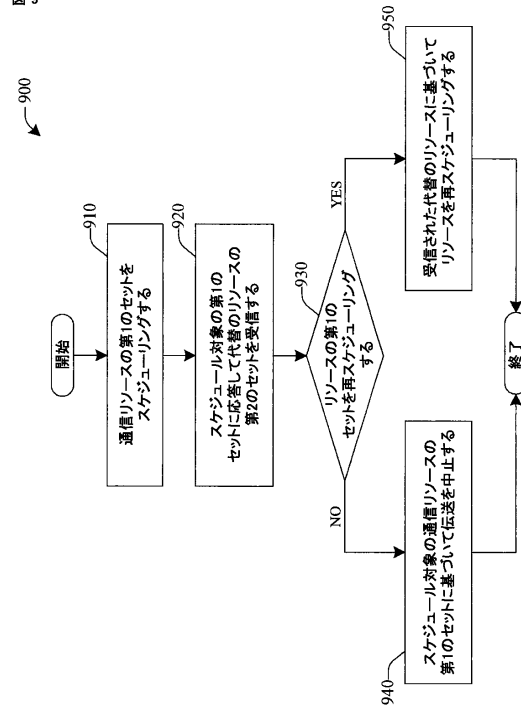 図9
900
開始
910
通信リソースの第1のセットを
スケジューリングする
920
スケジュール対象の第1の
セットに応答して代替のリソースの
第2のセットを受信する
930
リソースの第1の
セットを再スケジューリング
する
NO
YES
940
スケジュール対象の通信リソースの
第1のセットに基づいて伝送を中止する
950
受信された代替のリソースに基づいて
リソースを再スケジューリングする
終了